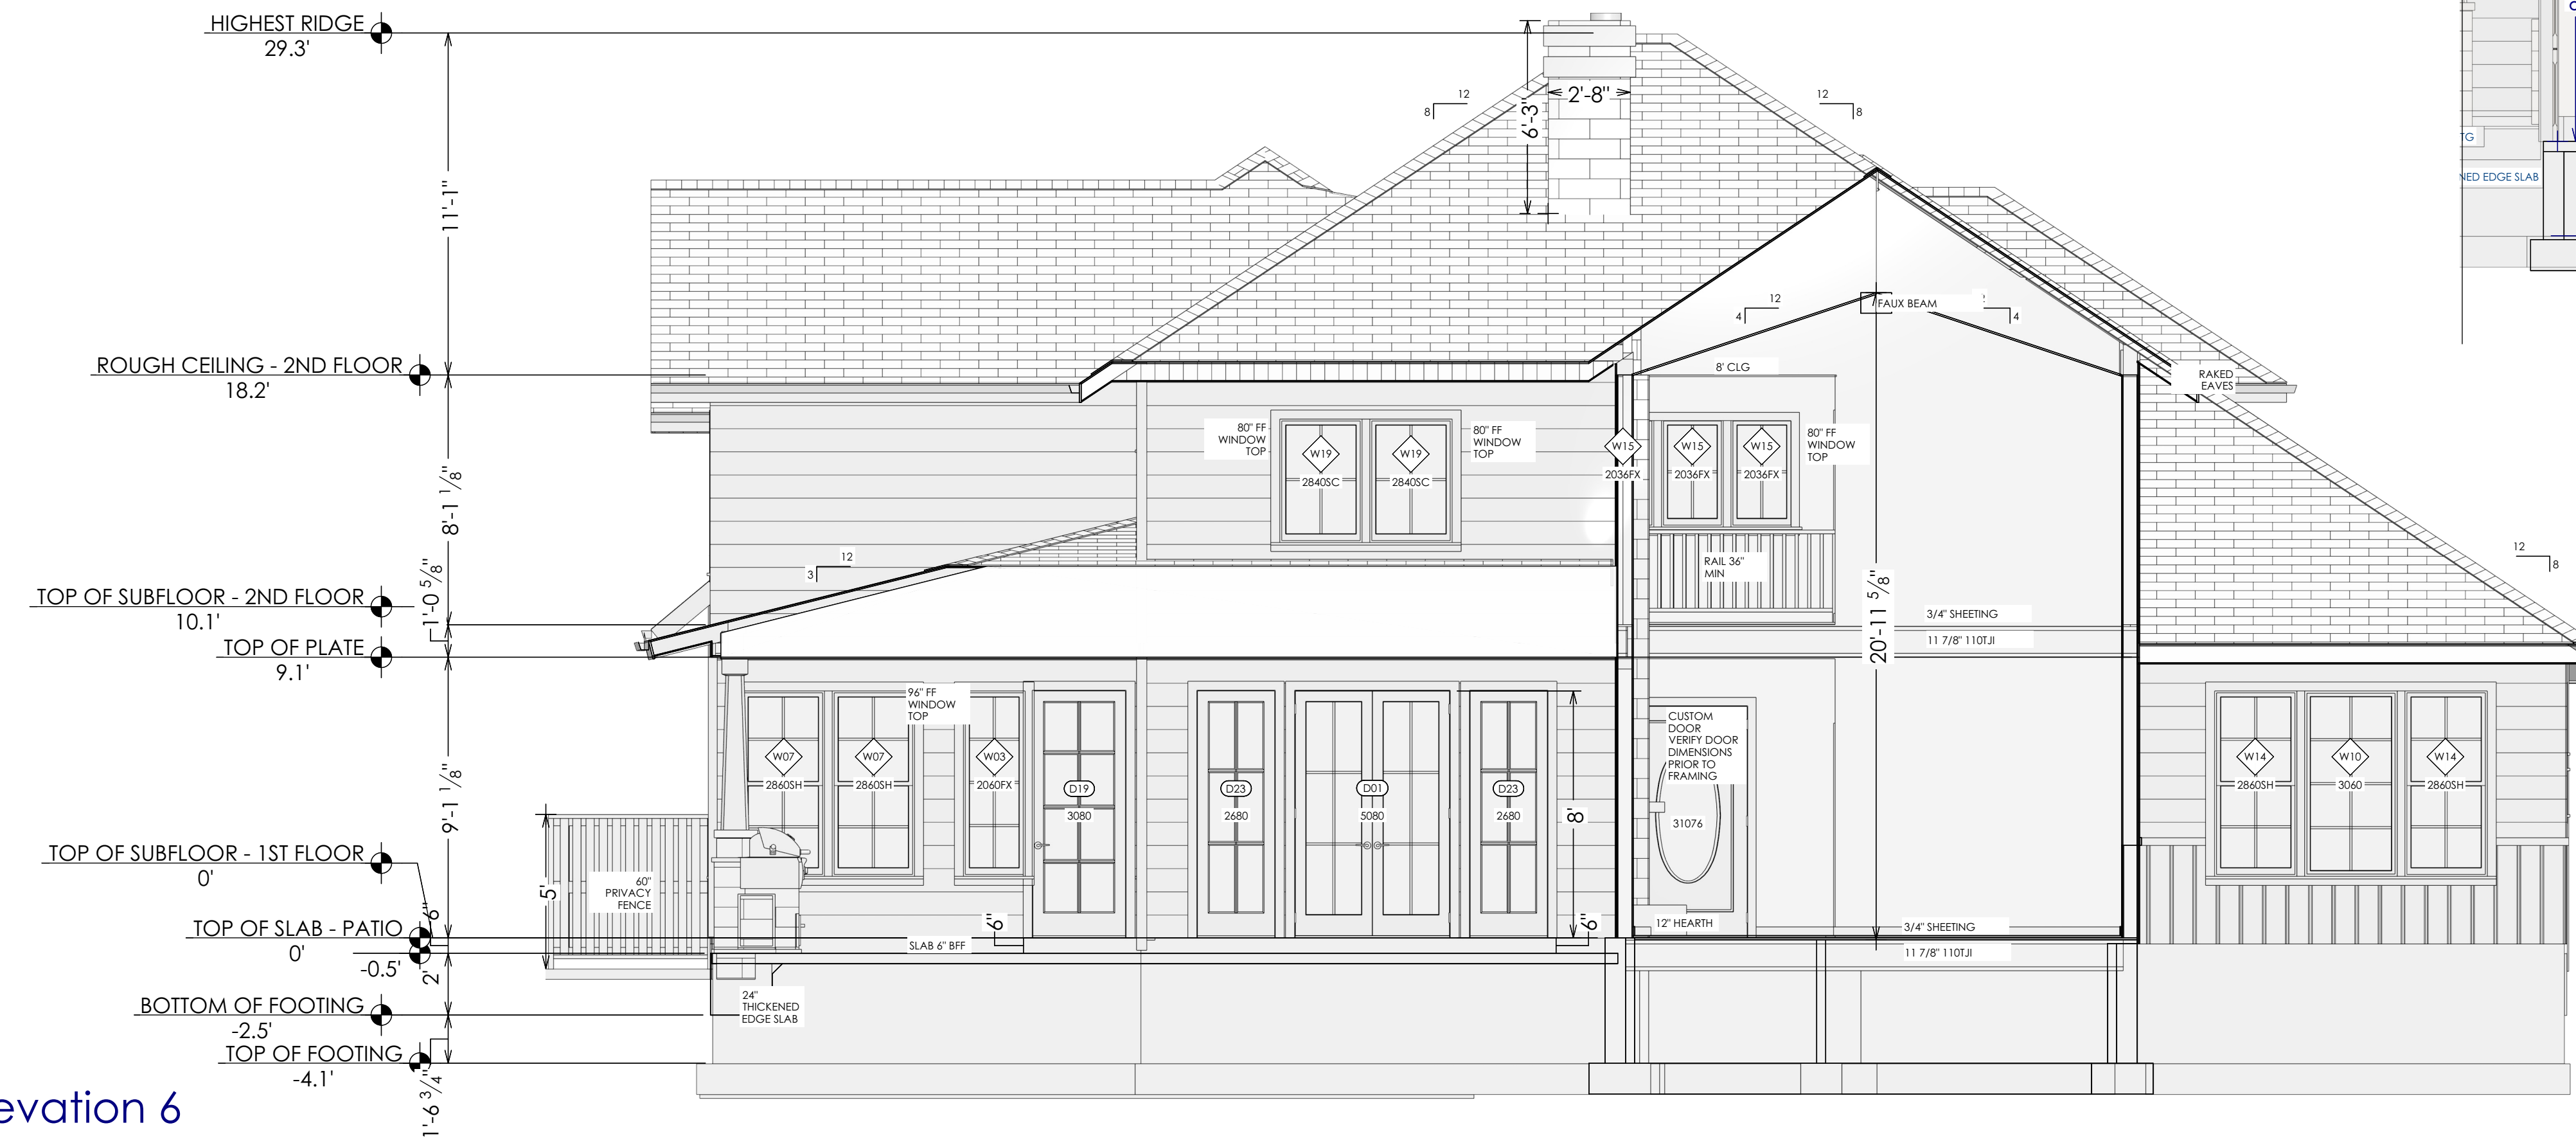 HIGHEST RIDGE
29.3'
11'-1"
ROUGH CEILING - 2ND FLOOR
18.2'
8'-1 1/8"
TOP OF SUBFLOOR - 2ND FLOOR
10.1'
1'-0 5/8"
TOP OF PLATE
9.1'
9'-1 1/8"
TOP OF SUBFLOOR - 1ST FLOOR
0'
6"
TOP OF SLAB - PATIO
0'
-0.5'
2'
BOTTOM OF FOOTING
-2.5'
TOP OF FOOTING
-4.1'
1'-6 3/4"
evation 6
6'-3"
2'-8"
12
8
12
8
12
4
FAUX BEAM
4
8' CLG
RAKED
EAVES
80" FF
WINDOW
TOP
W19
2840SC
W19
2840SC
80" FF
WINDOW
TOP
W15
2036FX
W15
2036FX
W15
2036FX
80" FF
WINDOW
TOP
RAIL 36"
MIN
12
3
12
8
20'-11 5/8"
3/4" SHEETING
11 7/8" 110TJI
96" FF
WINDOW
TOP
W07
2860SH
W07
2860SH
W03
2060FX
D19
3080
D23
2680
D01
5080
D23
2680
8'
CUSTOM
DOOR
VERIFY DOOR
DIMENSIONS
PRIOR TO
FRAMING
31076
W14
2860SH
W10
3060
W14
2860SH
5'
60"
PRIVACY
FENCE
SLAB 6" BFF
6"
6"
12" HEARTH
3/4" SHEETING
11 7/8" 110TJI
24"
THICKENED
EDGE SLAB
TG
NED EDGE SLAB